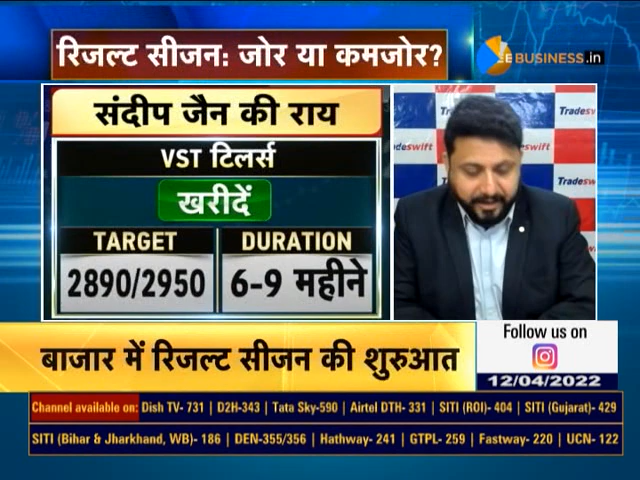 रिजल्ट सीजन: जोर या कमजोर?
ZEE BUSINESS.in
संदीप जैन की राय
VST टिलर्स
खरीदें
TARGET
DURATION
2890/2950
6-9 महीने
Tradeswift
Tradeswift
Tradesw
बाजार में रिजल्ट सीजन की शुरुआत
Follow us on
12/04/2022
Channel available on: Dish TV- 731 | D2H-343 | Tata Sky-590 | Airtel DTH- 331 | SITI (ROI)- 404 | SITI (Gujarat)- 429
SITI (Bihar & Jharkhand, WB)- 186 | DEN-355/356 | Hathway- 241 | GTPL- 259 | Fastway- 220 | UCN- 122